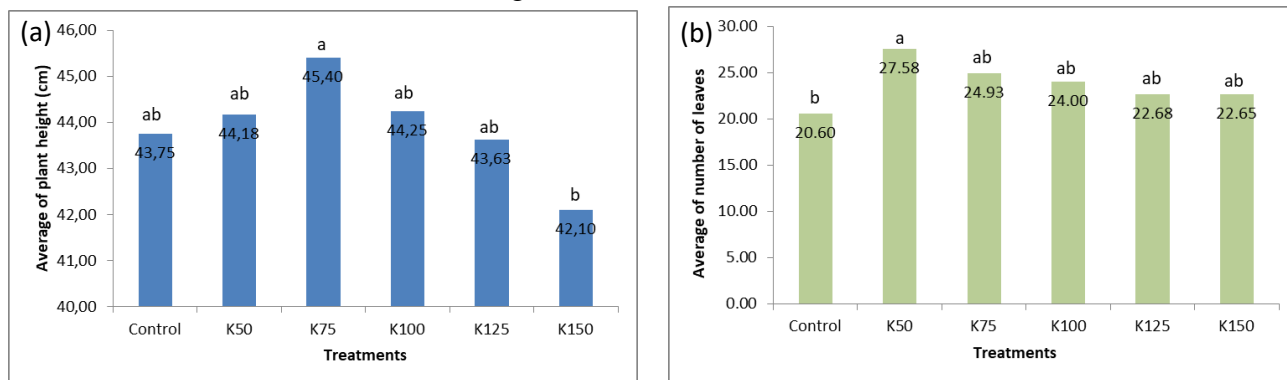 (a)
Average of plant height (cm)
46,00
45,00
44,00
43,00
42,00
41,00
40,00
ab
ab
a
ab
ab
b
43,75
44,18
45,40
44,25
43,63
42,10
Control K50 K75 K100 K125 K150
Treatments
(b)
Average of number of leaves
30.00
25.00
20.00
15.00
10.00
5.00
0.00
b
a
ab
ab
ab
ab
20.60
27.58
24.93
24.00
22.68
22.65
Control K50 K75 K100 K125 K150
Treatments